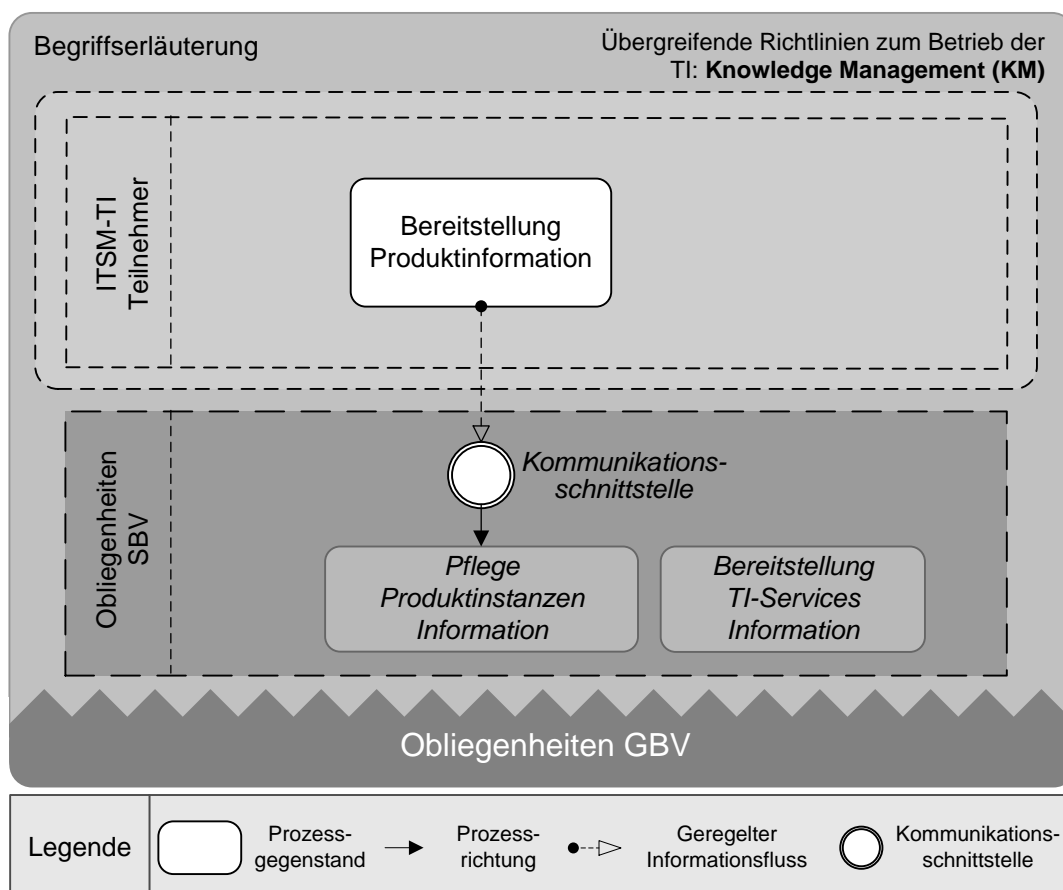 Begriffserläuterung
Übergreifende Richtlinien zum Betrieb der
TI: Knowledge Management (KM)
ITSM-TI
Teilnehmer
Bereitstellung
Produktinformation
Obliegenheiten
SBV
Kommunikations-
schnittstelle
Pflege
Produktinstanzen
Information
Bereitstellung
TI-Services
Information
Obliegenheiten GBV
Legende
Prozess-
gegenstand
Prozess-
richtung
Geregelter
Informationsfluss
Kommunikations-
schnittstelle